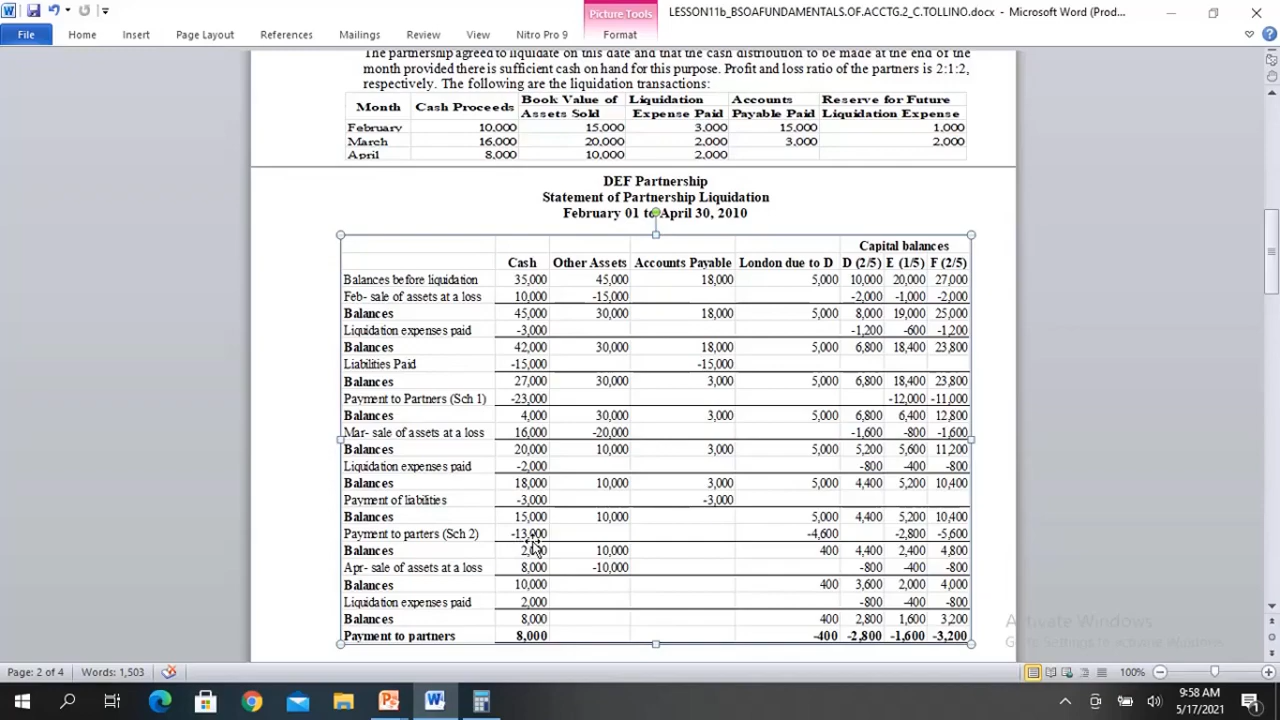 LESSON11b_BSOAFUNDAMENTALS.OF.ACCTG.2_C.TOLLINO.docx - Microsoft Word (Prod...
Picture Tools
File Home Insert Page Layout References Mailings Review View Nitro Pro 9 Format
The partnership agreed to liquidate on this date and that the cash distribution to be made at the end of the
month provided there is sufficient cash on hand for this purpose. Profit and loss ratio of the partners is 2:1:2,
respectively. The following are the liquidation transactions:
Month Cash Proceeds Book Value of Assets Sold Liquidation Expense Paid Accounts Payable Paid Reserve for Future Liquidation Expense
February 10,000 15,000 3,000 15,000 1,000
March 16,000 20,000 2,000 3,000 2,000
April 8,000 10,000 2,000
DEF Partnership
Statement of Partnership Liquidation
February 01 to April 30, 2010
Capital balances
Cash Other Assets Accounts Payable London due to D D (2/5) E (1/5) F (2/5)
Balances before liquidation 35,000 45,000 18,000 5,000 10,000 20,000 27,000
Feb- sale of assets at a loss 10,000 -15,000 -2,000 -1,000 -2,000
Balances 45,000 30,000 18,000 5,000 8,000 19,000 25,000
Liquidation expenses paid -3,000 -1,200 -600 -1,200
Balances 42,000 30,000 18,000 5,000 6,800 18,400 23,800
Liabilities Paid -15,000 -15,000
Balances 27,000 30,000 3,000 5,000 6,800 18,400 23,800
Payment to Partners (Sch 1) -23,000 -12,000 -11,000
Balances 4,000 30,000 3,000 5,000 6,800 6,400 12,800
Mar- sale of assets at a loss 16,000 -20,000 -1,600 -800 -1,600
Balances 20,000 10,000 3,000 5,000 5,200 5,600 11,200
Liquidation expenses paid -2,000 -800 -400 -800
Balances 18,000 10,000 3,000 5,000 4,400 5,200 10,400
Payment of liabilities -3,000 -3,000
Balances 15,000 10,000 5,000 4,400 5,200 10,400
Payment to parters (Sch 2) -13,000 -4,600 -2,800 -5,600
Balances 2,000 10,000 400 4,400 2,400 4,800
Apr- sale of assets at a loss 8,000 -10,000 -800 -400 -800
Balances 10,000 400 3,600 2,000 4,000
Liquidation expenses paid 2,000 -800 -400 -800
Balances 8,000 400 2,800 1,600 3,200
Payment to partners 8,000 -400 -2,800 -1,600 -3,200
Activate Windows
Go to Settings to activate Windows.
Page: 2 of 4 Words: 1,503 100%
9:58 AM
5/17/2021